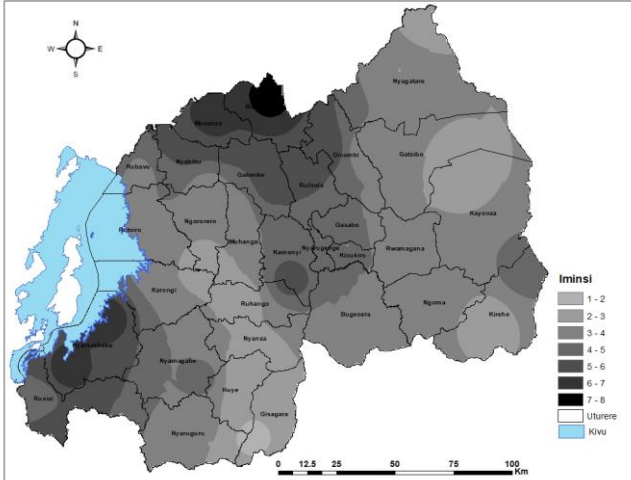 N
W E
S
Nyagatare
Musanze
Rubavu
Nyabihu
Gakenke
Rulindo
Gicumbi
Gatsibo
Kayonza
Rutsiro
Ngororero
Muhanga
Kamonyi
Nyarugenge
Gasabo
Kicukiro
Rwamagana
Karongi
Ruhango
Bugesera
Ngoma
Kirehe
Nyamasheke
Nyamagabe
Nyanza
Rusizi
Huye
Gisagara
Nyaruguru
Iminsi
1 - 2
2 - 3
3 - 4
4 - 5
5 - 6
6 - 7
7 - 8
Uturere
Kivu
0 12.5 25 50 75 100
Km